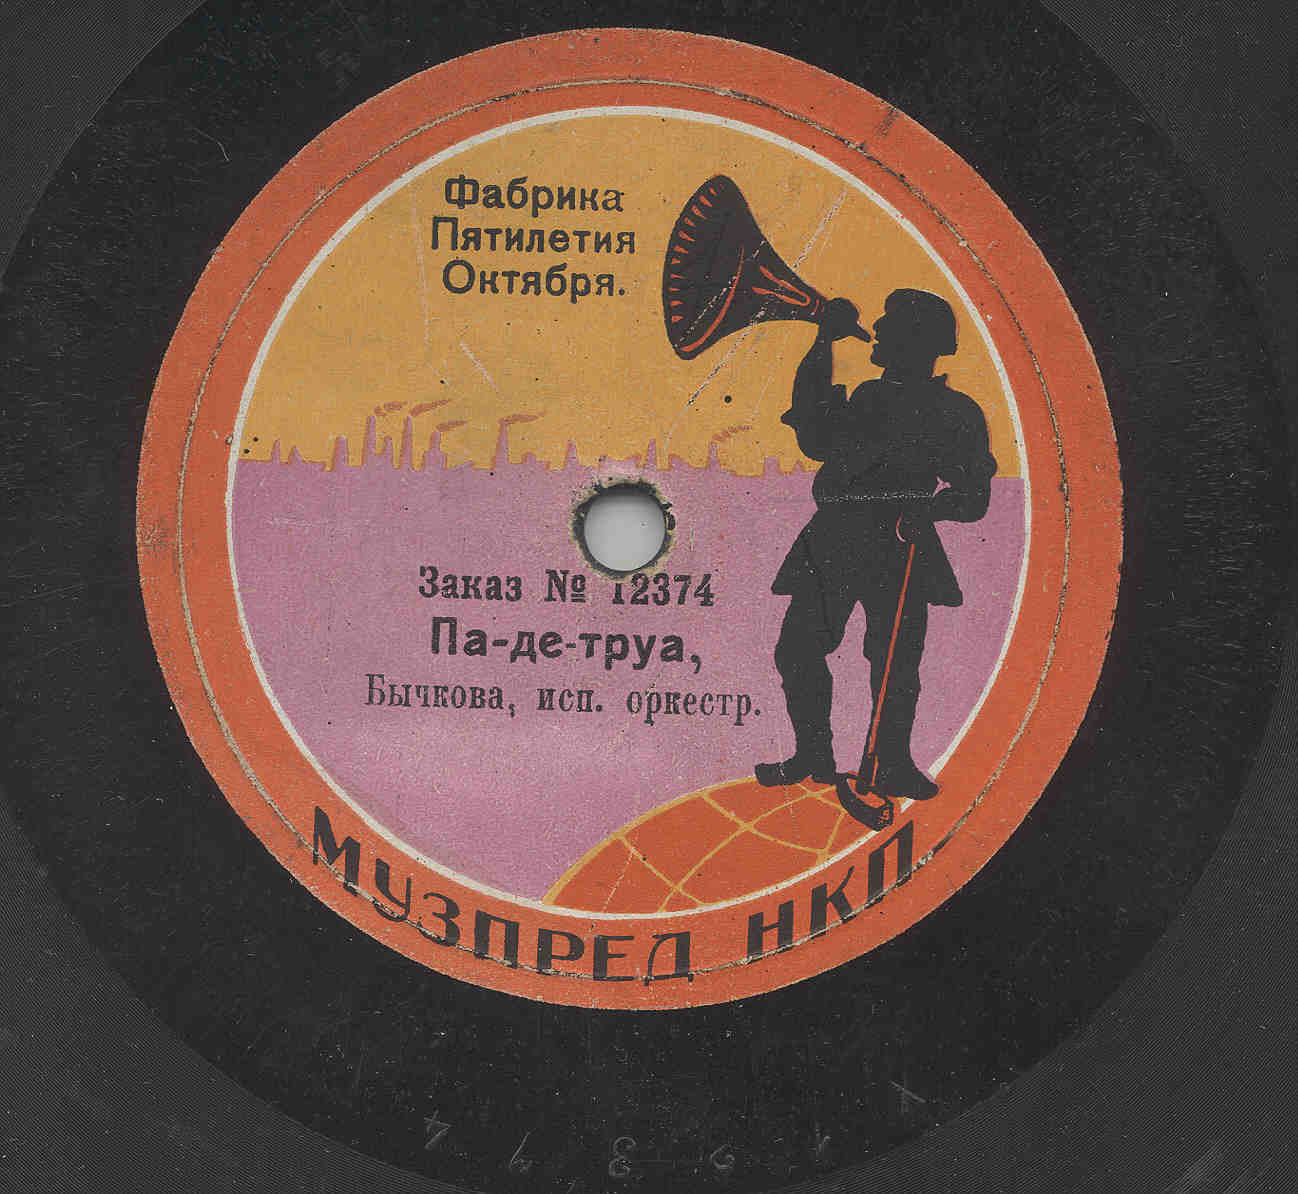 Фабрика
Пятилетия
Октября.
Заказ № 12374
Па-де-труа,
Бычкова, исп. оркестр.
МУЗПРЕД НКП